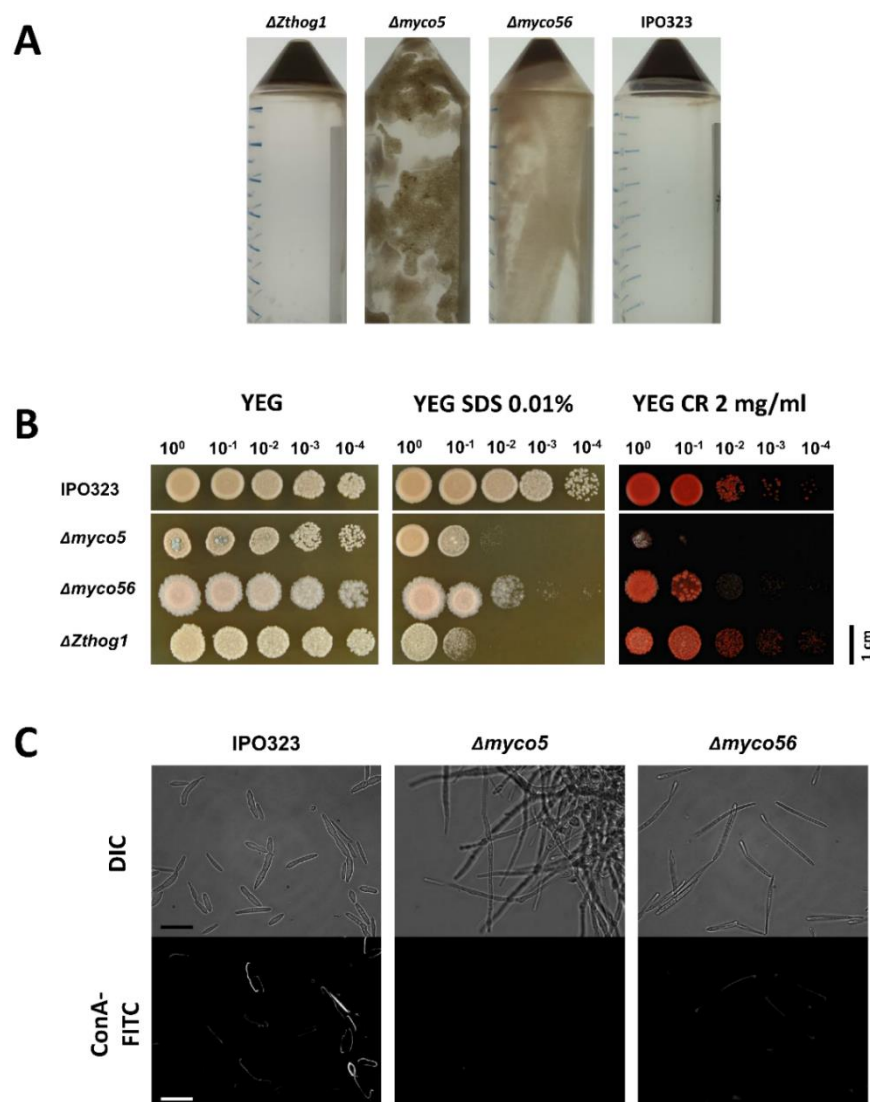 ΔZthog1 Δmyco5 Δmyco56 IPO323
A
YEG YEG SDS 0.01% YEG CR 2 mg/ml
B
10⁰ 10⁻¹ 10⁻² 10⁻³ 10⁻⁴ 10⁰ 10⁻¹ 10⁻² 10⁻³ 10⁻⁴ 10⁰ 10⁻¹ 10⁻² 10⁻³ 10⁻⁴
IPO323
Δmyco5
Δmyco56
ΔZthog1
1 cm
C
IPO323 Δmyco5 Δmyco56
DIC
ConA-
FITC